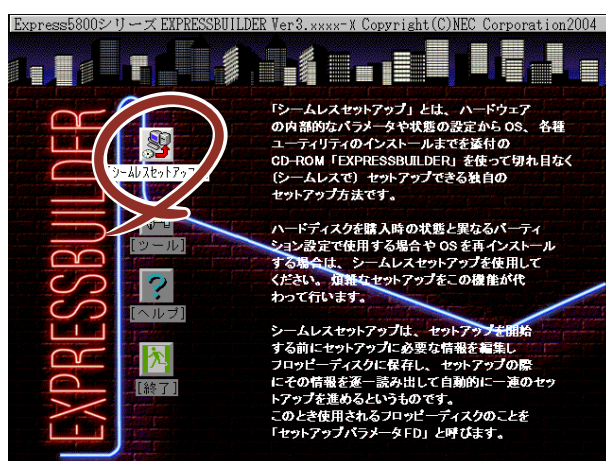 Express5800シリーズ EXPRESSBUILDER Ver3.xxxx-X Copyright(C)NEC Corporation2004
EXPRESSBUILDER
シームレスセットアップ
[ツール]
[ヘルプ]
[終了]
「シームレスセットアップ」とは、ハードウェア
の内部的なパラメータや状態の設定からOS、各種
ユーティリティのインストールまでを添付の
CD-ROM「EXPRESSBUILDER」を使って切れ目なく
(シームレスで) セットアップできる独自の
セットアップ方法です。
ハードディスクを購入時の状態と異なるパーティ
ション設定で使用する場合やOSを再インストール
する場合は、シームレスセットアップを使用して
ください。煩雑なセットアップをこの機能が代
わって行います。
シームレスセットアップは、セットアップを開始
する前にセットアップに必要な情報を編集し
フロッピーディスクに保存し、セットアップの際
にその情報を逐一読み出して自動的に一連のセッ
トアップを進めるというものです。
このとき使用されるフロッピーディスクのことを
「セットアップパラメータFD」と呼びます。